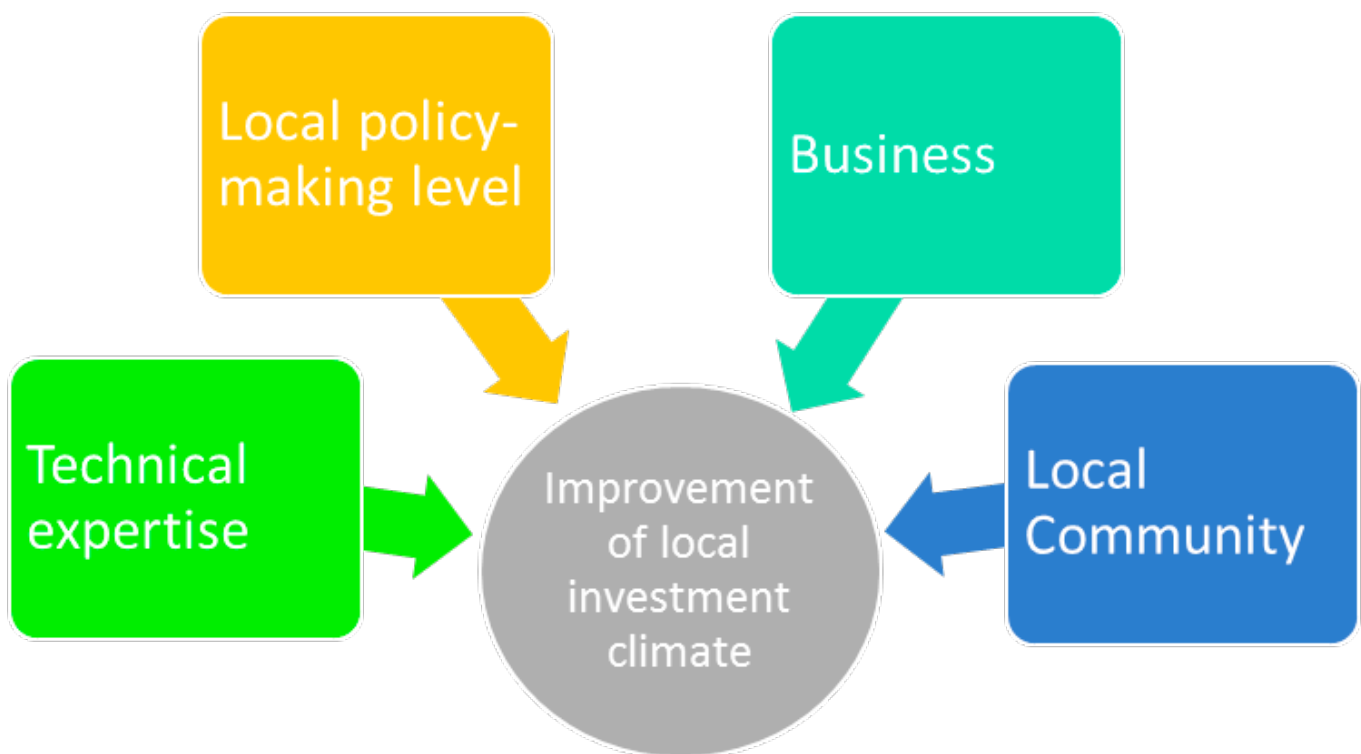 Local policy-
making level
Business
Technical
expertise
Improvement
of local
investment
climate
Local
Community